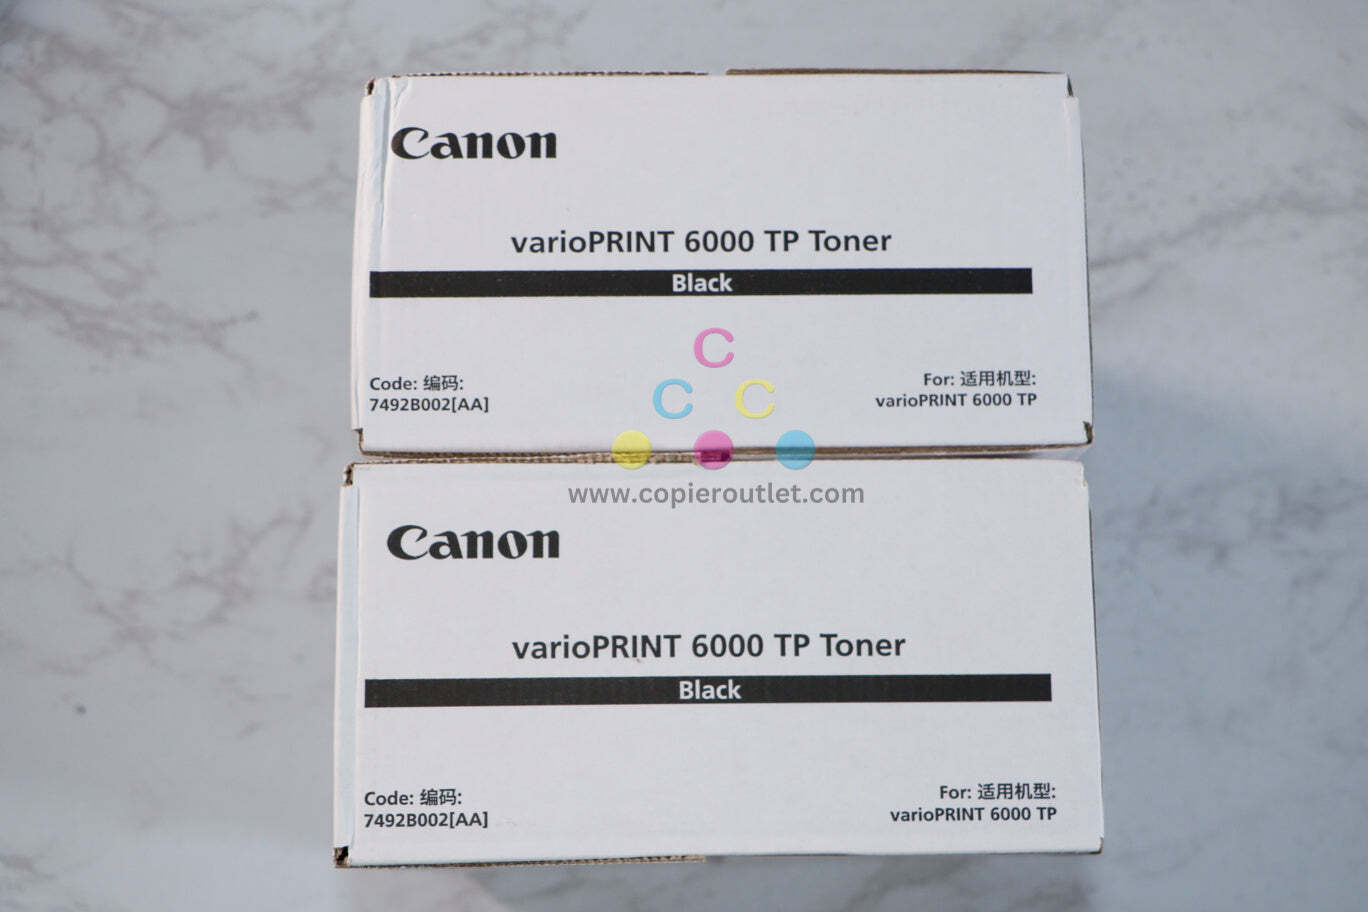 Canon
varioPRINT 6000 TP Toner
Black
Code: 编码:
7492B002[AA]
For: 适用机型:
varioPRINT 6000 TP
C
C C
www.copieroutlet.com
Canon
varioPRINT 6000 TP Toner
Black
Code: 编码:
7492B002[AA]
For: 适用机型:
varioPRINT 6000 TP